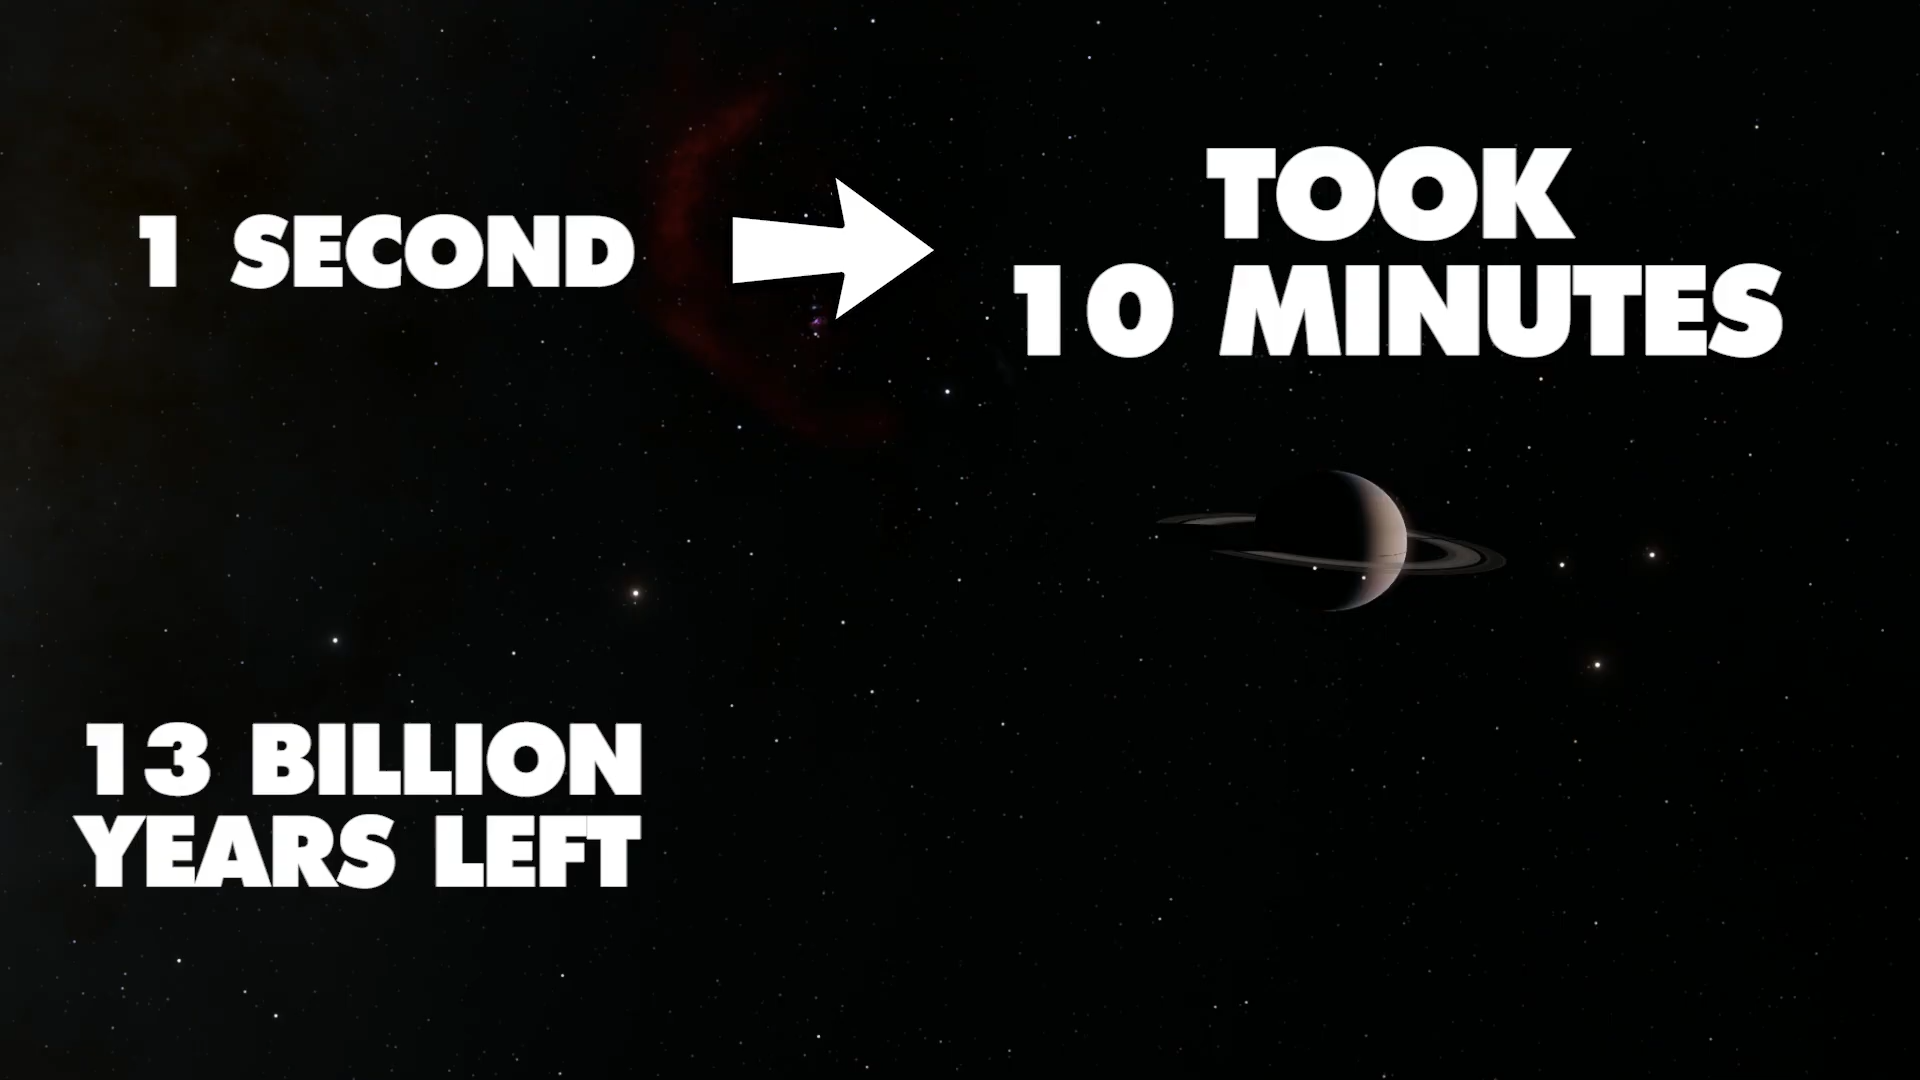 1 SECOND
TOOK
10 MINUTES
13 BILLION
YEARS LEFT